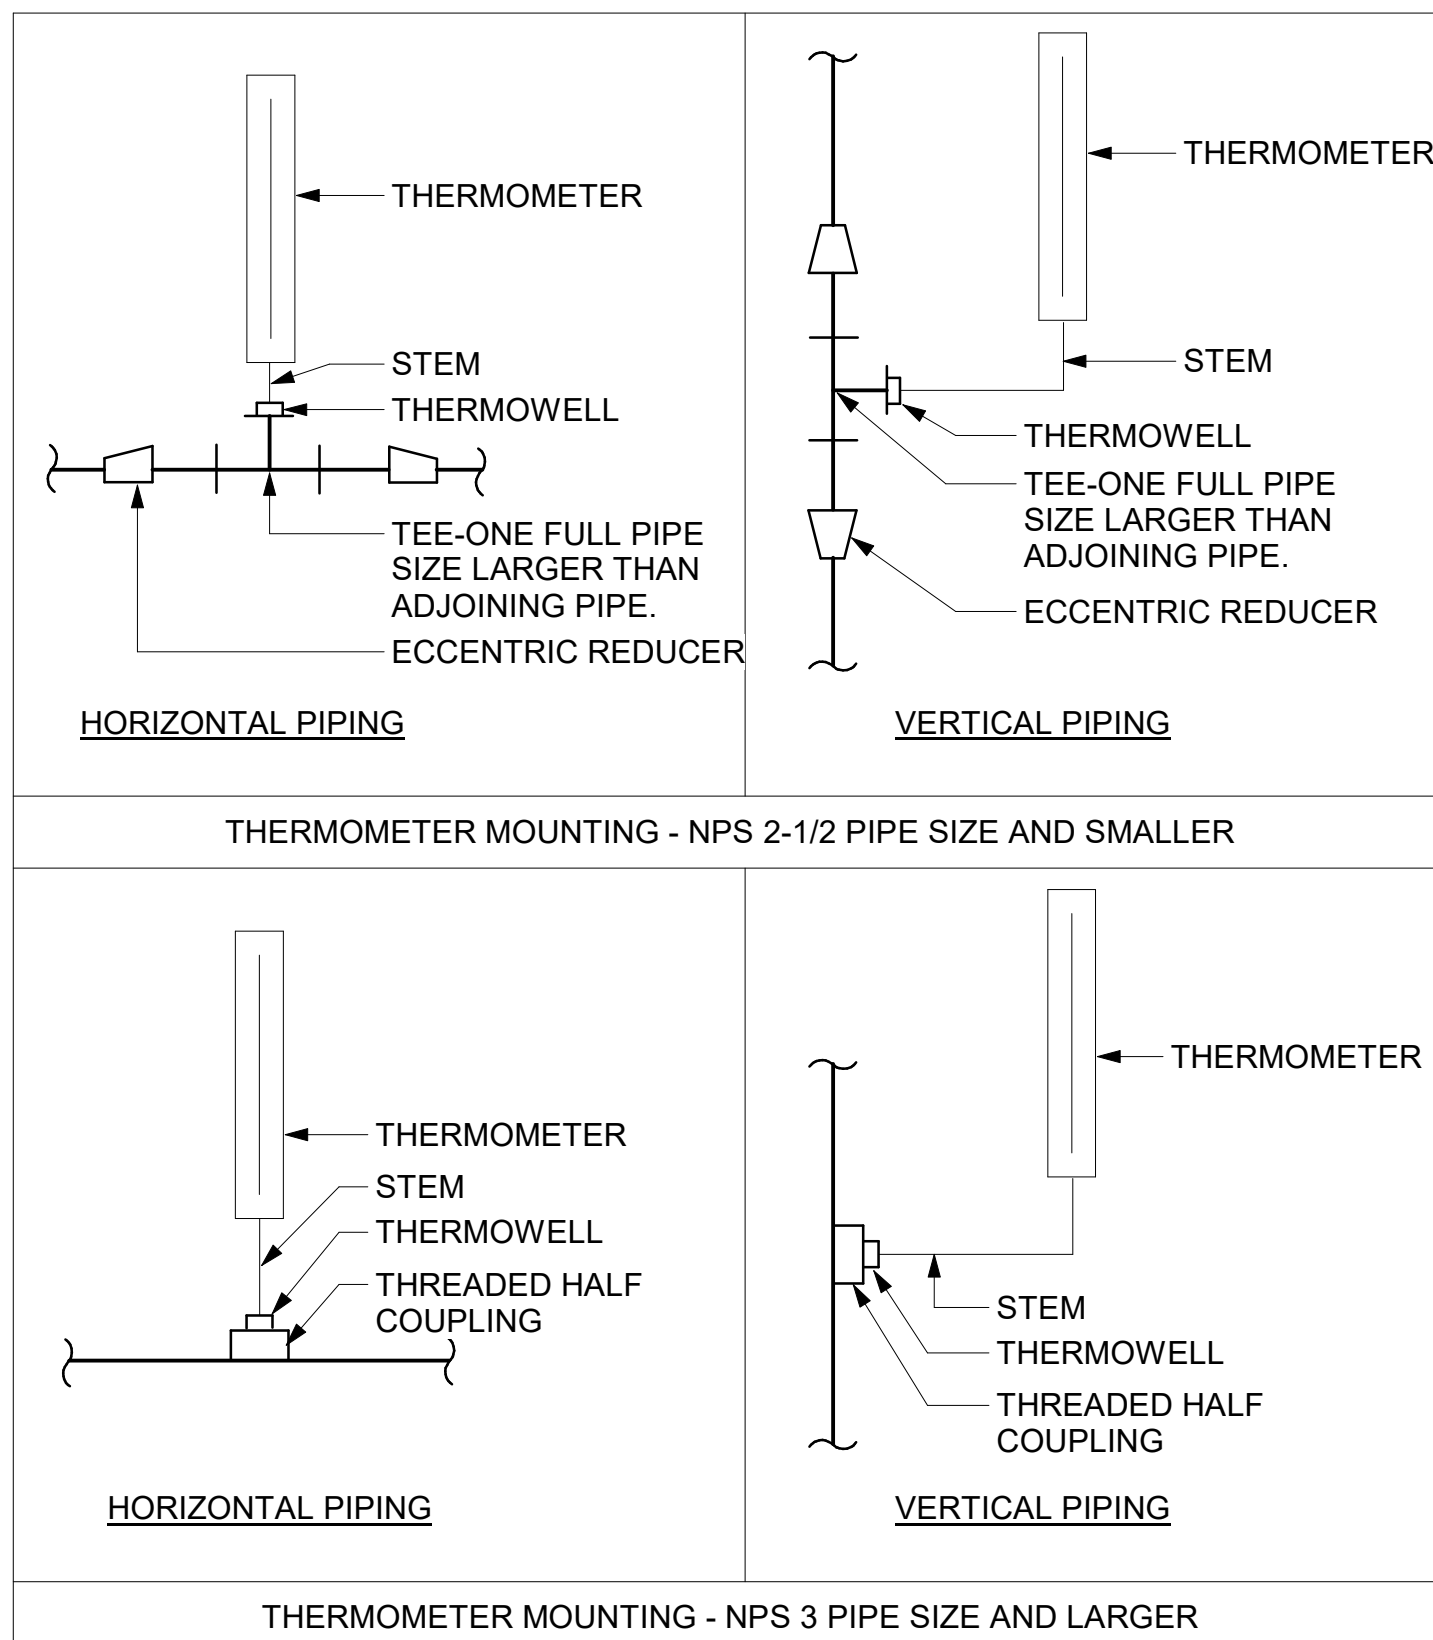 THERMOMETER
STEM
THERMOWELL
TEE-ONE FULL PIPE
SIZE LARGER THAN
ADJOINING PIPE.
ECCENTRIC REDUCER
HORIZONTAL PIPING
THERMOMETER
STEM
THERMOWELL
TEE-ONE FULL PIPE
SIZE LARGER THAN
ADJOINING PIPE.
ECCENTRIC REDUCER
VERTICAL PIPING
THERMOMETER MOUNTING - NPS 2-1/2 PIPE SIZE AND SMALLER
THERMOMETER
STEM
THERMOWELL
THREADED HALF
COUPLING
HORIZONTAL PIPING
THERMOMETER
STEM
THERMOWELL
THREADED HALF
COUPLING
VERTICAL PIPING
THERMOMETER MOUNTING - NPS 3 PIPE SIZE AND LARGER